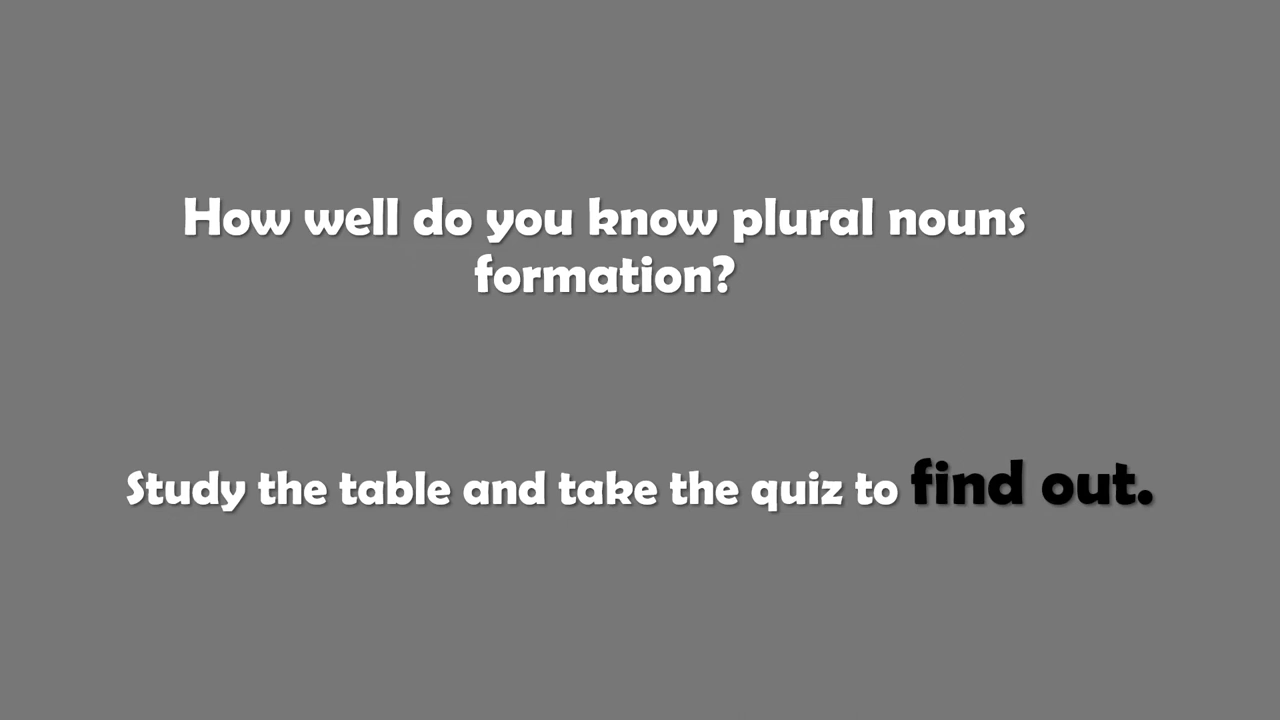 How well do you know plural nouns
formation?
Study the table and take the quiz to find out.